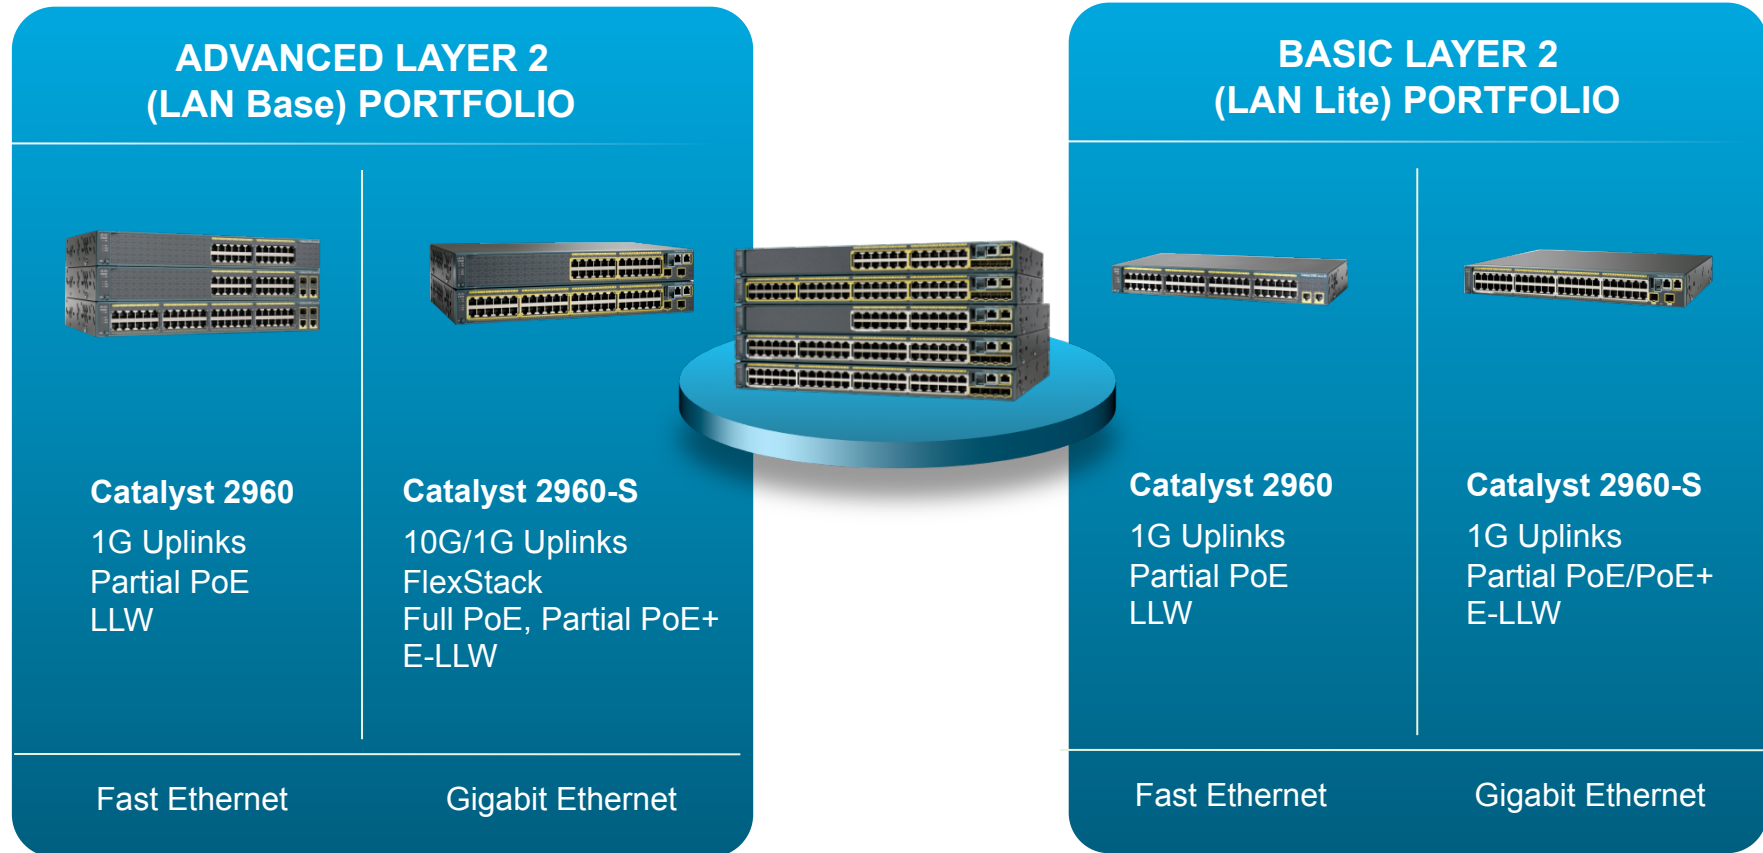 ADVANCED LAYER 2
(LAN Base) PORTFOLIO
Catalyst 2960
1G Uplinks
Partial PoE
LLW
Catalyst 2960-S
10G/1G Uplinks
FlexStack
Full PoE, Partial PoE+
E-LLW
Fast Ethernet
Gigabit Ethernet
BASIC LAYER 2
(LAN Lite) PORTFOLIO
Catalyst 2960
1G Uplinks
Partial PoE
LLW
Catalyst 2960-S
1G Uplinks
Partial PoE/PoE+
E-LLW
Fast Ethernet
Gigabit Ethernet